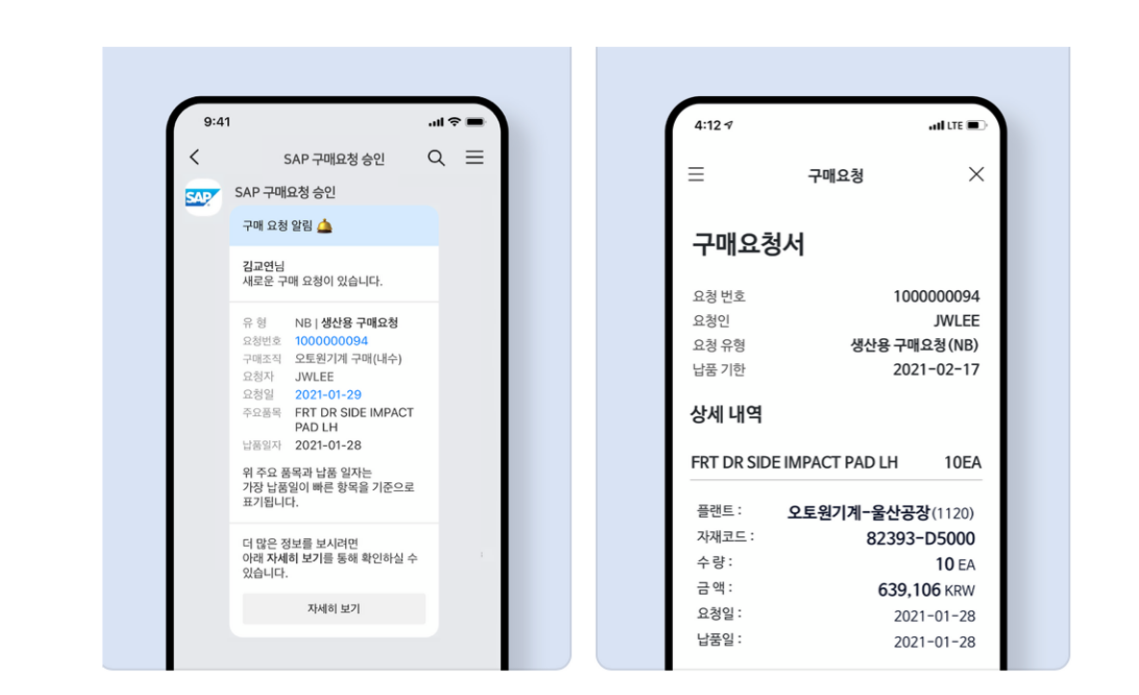 9:41
SAP 구매요청 승인
SAP
SAP 구매요청 승인
구매 요청 알림
김교연님
새로운 구매 요청이 있습니다.
유 형 NB | 생산용 구매요청
요청번호 1000000094
구매조직 오토원기계 구매(내수)
요청자 JWLEE
요청일 2021-01-29
주요품목 FRT DR SIDE IMPACT
PAD LH
납품일자 2021-01-28
위 주요 품목과 납품 일자는
가장 납품일이 빠른 항목을 기준으로
표기됩니다.
더 많은 정보를 보시려면
아래 자세히 보기를 통해 확인하실 수
있습니다.
자세히 보기
4:12 LTE
구매요청
구매요청서
요청 번호 1000000094
요청인 JWLEE
요청 유형 생산용 구매요청(NB)
납품 기한 2021-02-17
상세 내역
FRT DR SIDE IMPACT PAD LH 10EA
플랜트 : 오토원기계-울산공장(1120)
자재코드 : 82393-D5000
수 량 : 10 EA
금 액 : 639,106 KRW
요청일 : 2021-01-28
납품일 : 2021-01-28